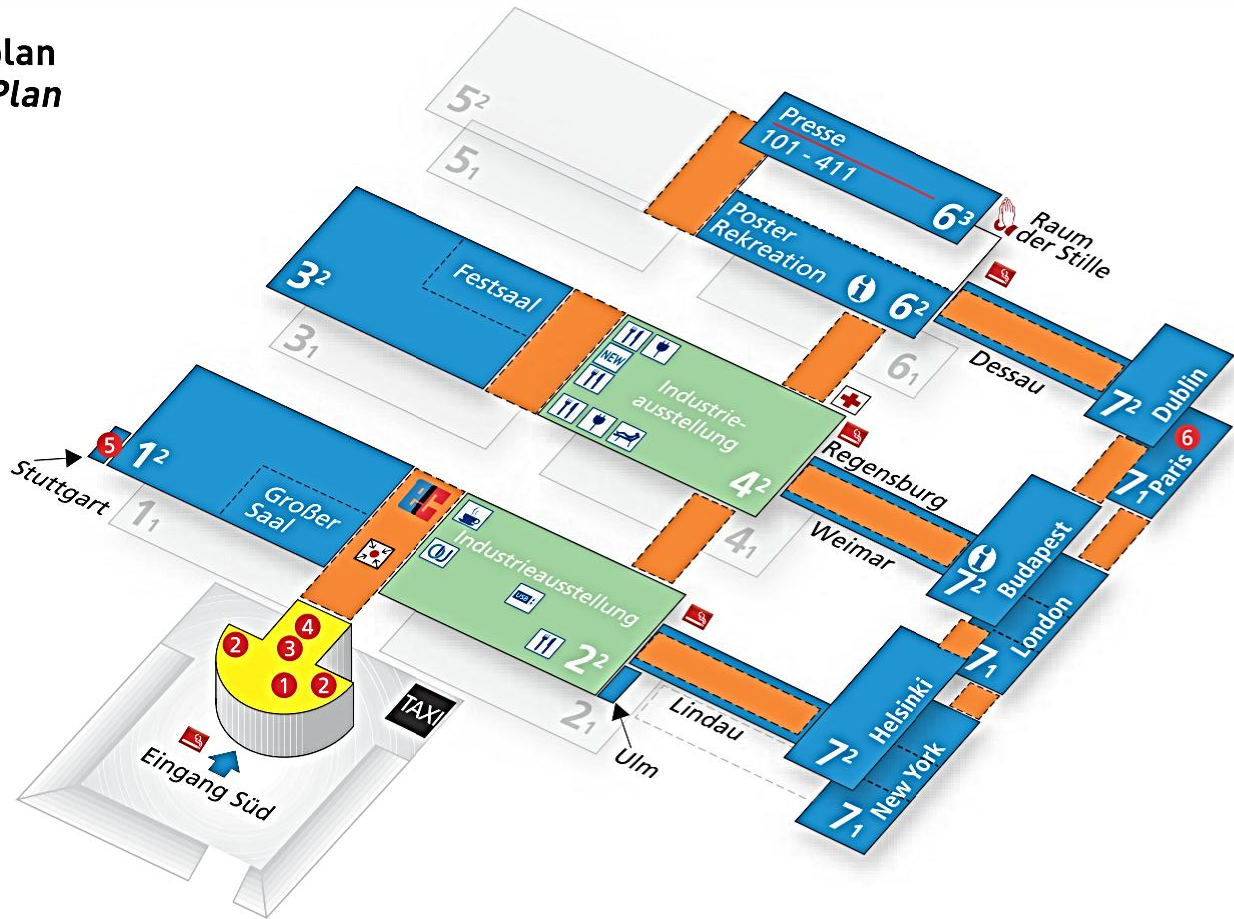 plan
Plan
5²
5₁
Presse
101 - 411
6³
Raum
der Stille
Poster
Rekreation
i
6²
6₁
3²
Festsaal
3₁
NEW
Industrie-
ausstellung
4²
4₁
Dessau
7² Dublin
6
7₁ Paris
Regensburg
Weimar
i
7² Budapest
7₁ London
5
Stuttgart
1²
Großer
Saal
1₁
EC
Industrieausstellung
USB
2²
2₁
Ulm
Lindau
7² Helsinki
7₁ New York
4
2
3
1
2
TAXI
Eingang Süd